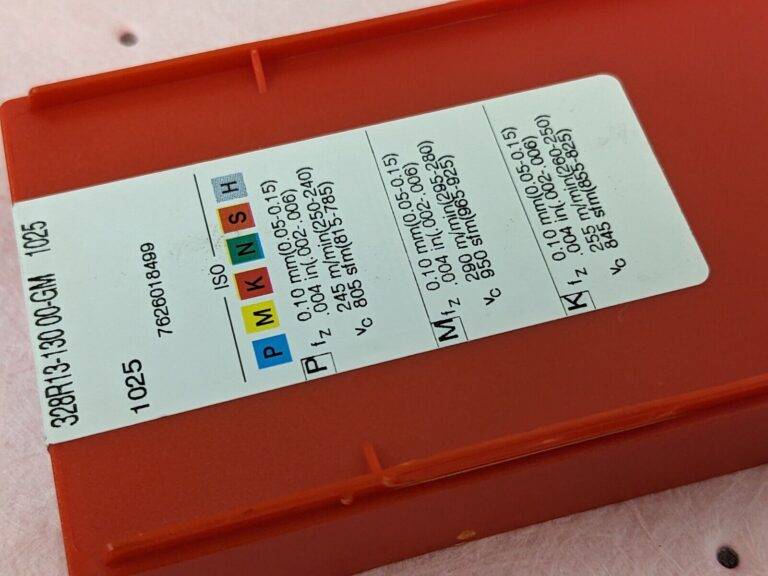 328R13-130 00-GM 1025
1025
7622018499
ISO
P M K N S H
P fz 0.10 mm(0.05-0.15)
.004 in(.002-.006)
vc 245 m/min(250-240)
805 sfm(815-785)
M fz 0.10 mm(0.05-0.15)
.004 in(.002-.006)
vc 290 m/min(295-280)
950 sfm(965-925)
K fz 0.10 mm(0.05-0.15)
.004 in(.002-.006)
vc 255 m/min(260-250)
845 sfm(855-825)